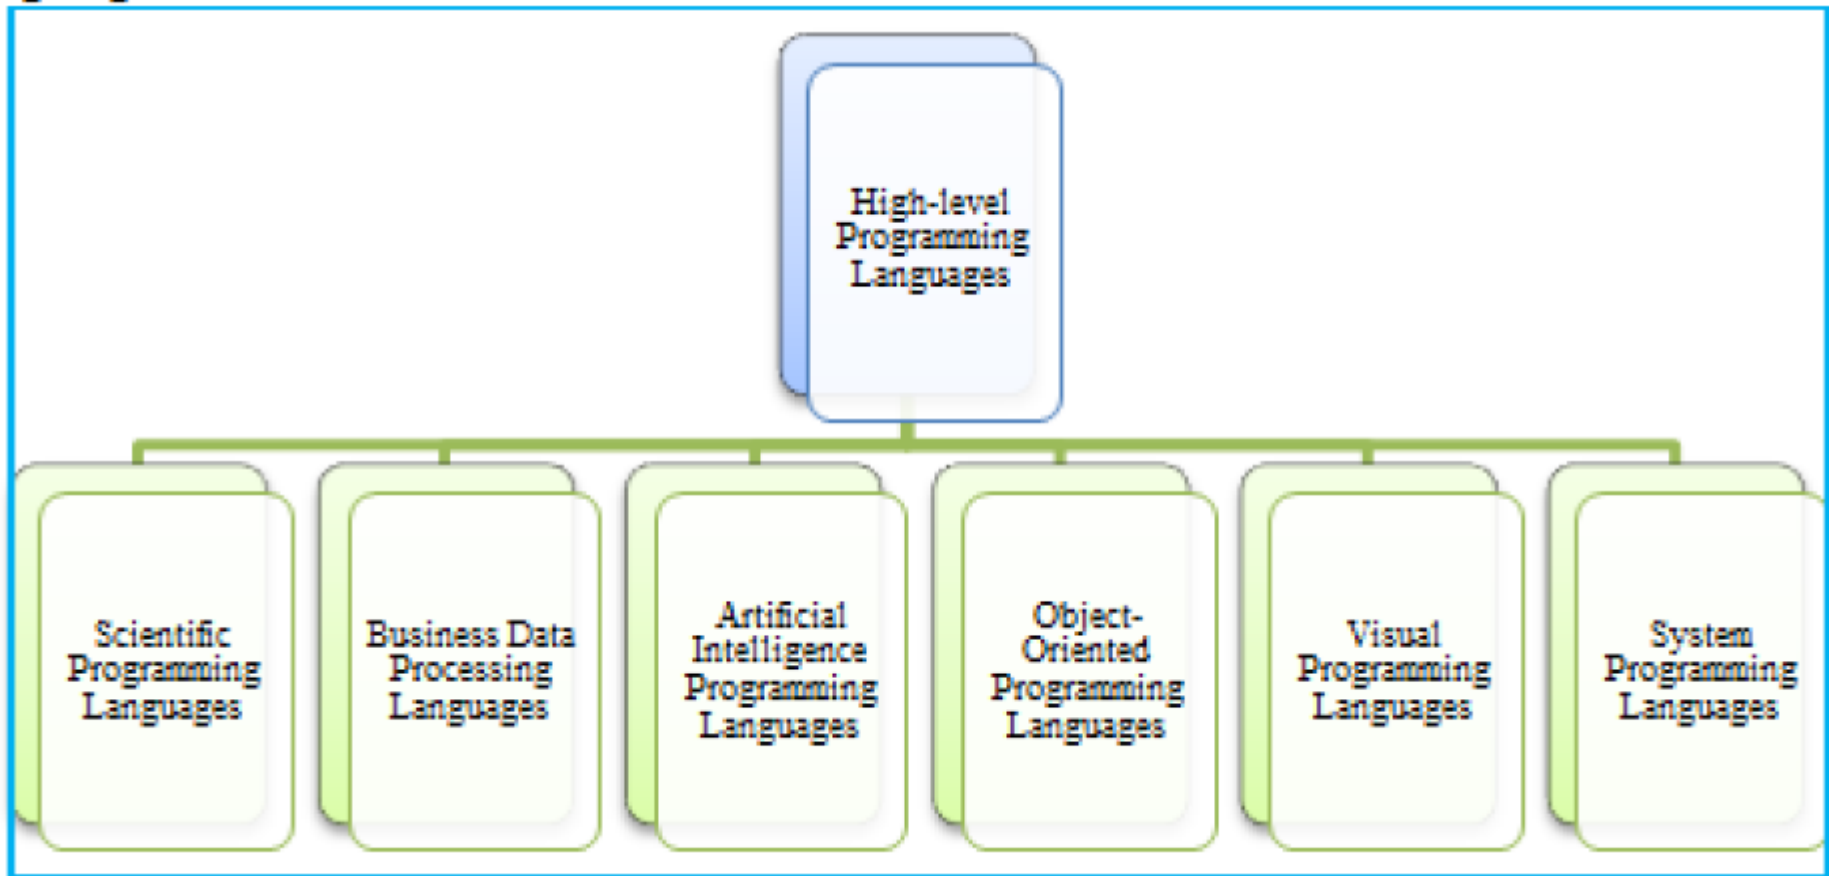 High-level
Programming
Languages
Scientific
Programming
Languages
Business Data
Processing
Languages
Artificial
Intelligence
Programming
Languages
Object-
Oriented
Programming
Languages
Visual
Programming
Languages
System
Programming
Languages